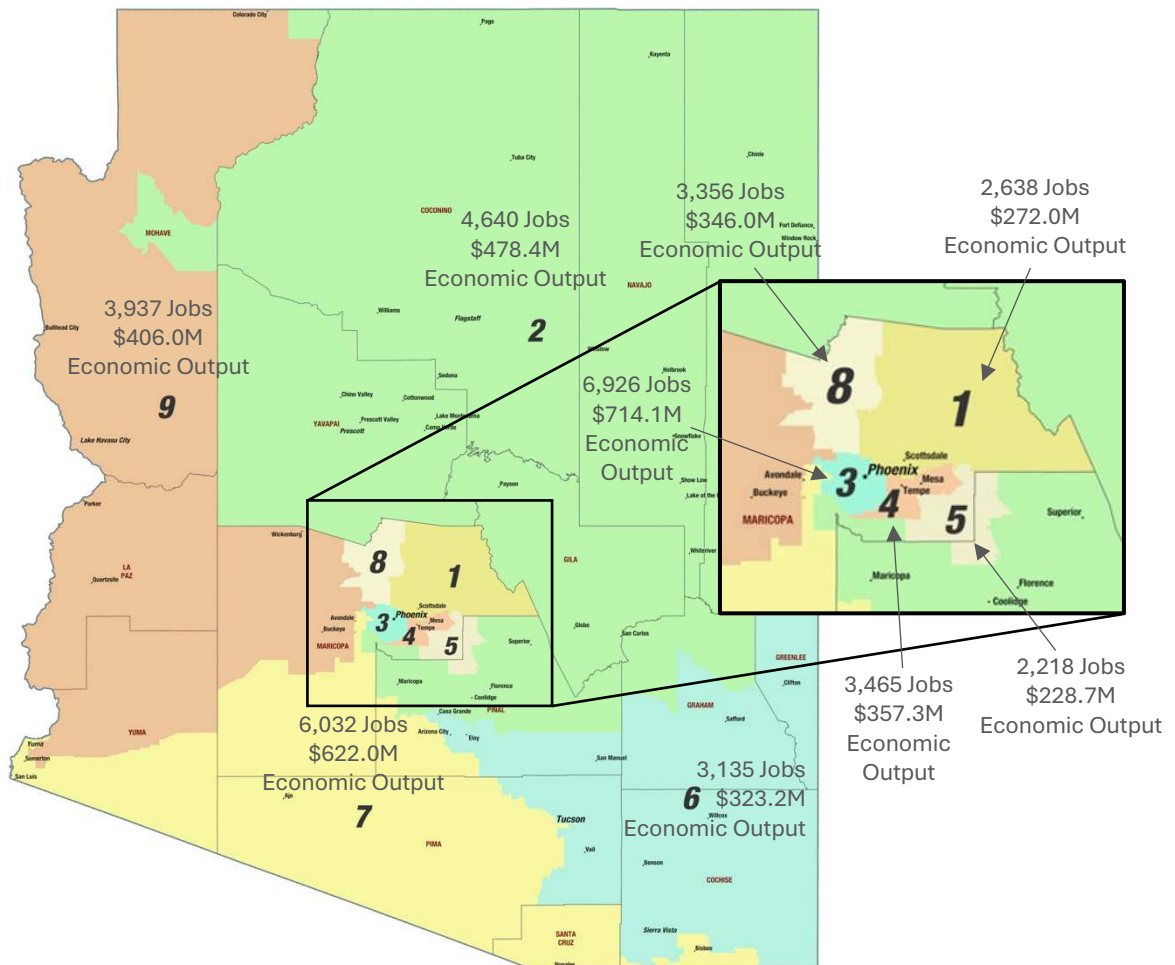 Colorado City
Page
Kayenta
Tuba City
Chinle
3,356 Jobs
$346.0M
Economic Output
2,638 Jobs
$272.0M
Economic Output
COCONINO
4,640 Jobs
$478.4M
Economic Output
Fort Defiance
Window Rock
MOHAVE
NAVAJO
3,937 Jobs
$406.0M
Economic Output
Bullhead City
9
Lake Havasu City
Williams
Flagstaff
2
Winslow
Holbrook
Sedona
Chino Valley
Cottonwood
Prescott Valley
YAVAPAI
Prescott
Lake Montezuma
Camp Verde
6,926 Jobs
$714.1M
Economic
Output
Snowflake
Show Low
Payson
Parker
Wickenburg
8
1
Scottsdale
Avondale
Phoenix
3
Mesa
Tempe
Buckeye
4
5
MARICOPA
Superior
Maricopa
Florence
Coolidge
LA
PAZ
Quartzsite
GILA
Whiteriver
Globe
San Carlos
8
1
Scottsdale
Avondale
Phoenix
3
Mesa
Tempe
Buckeye
4
5
MARICOPA
Superior
Maricopa
Florence
Coolidge
PINAL
Casa Grande
Arizona City
Eloy
GREENLEE
Clifton
GRAHAM
Safford
San Manuel
3,465 Jobs
$357.3M
Economic
Output
2,218 Jobs
$228.7M
Economic Output
YUMA
Yuma
Somerton
San Luis
6,032 Jobs
$622.0M
Economic Output
Ajo
7
PIMA
Tucson
Vail
3,135 Jobs
$323.2M
Economic Output
6
Willcox
Benson
COCHISE
SANTA
CRUZ
Sierra Vista
Bisbee